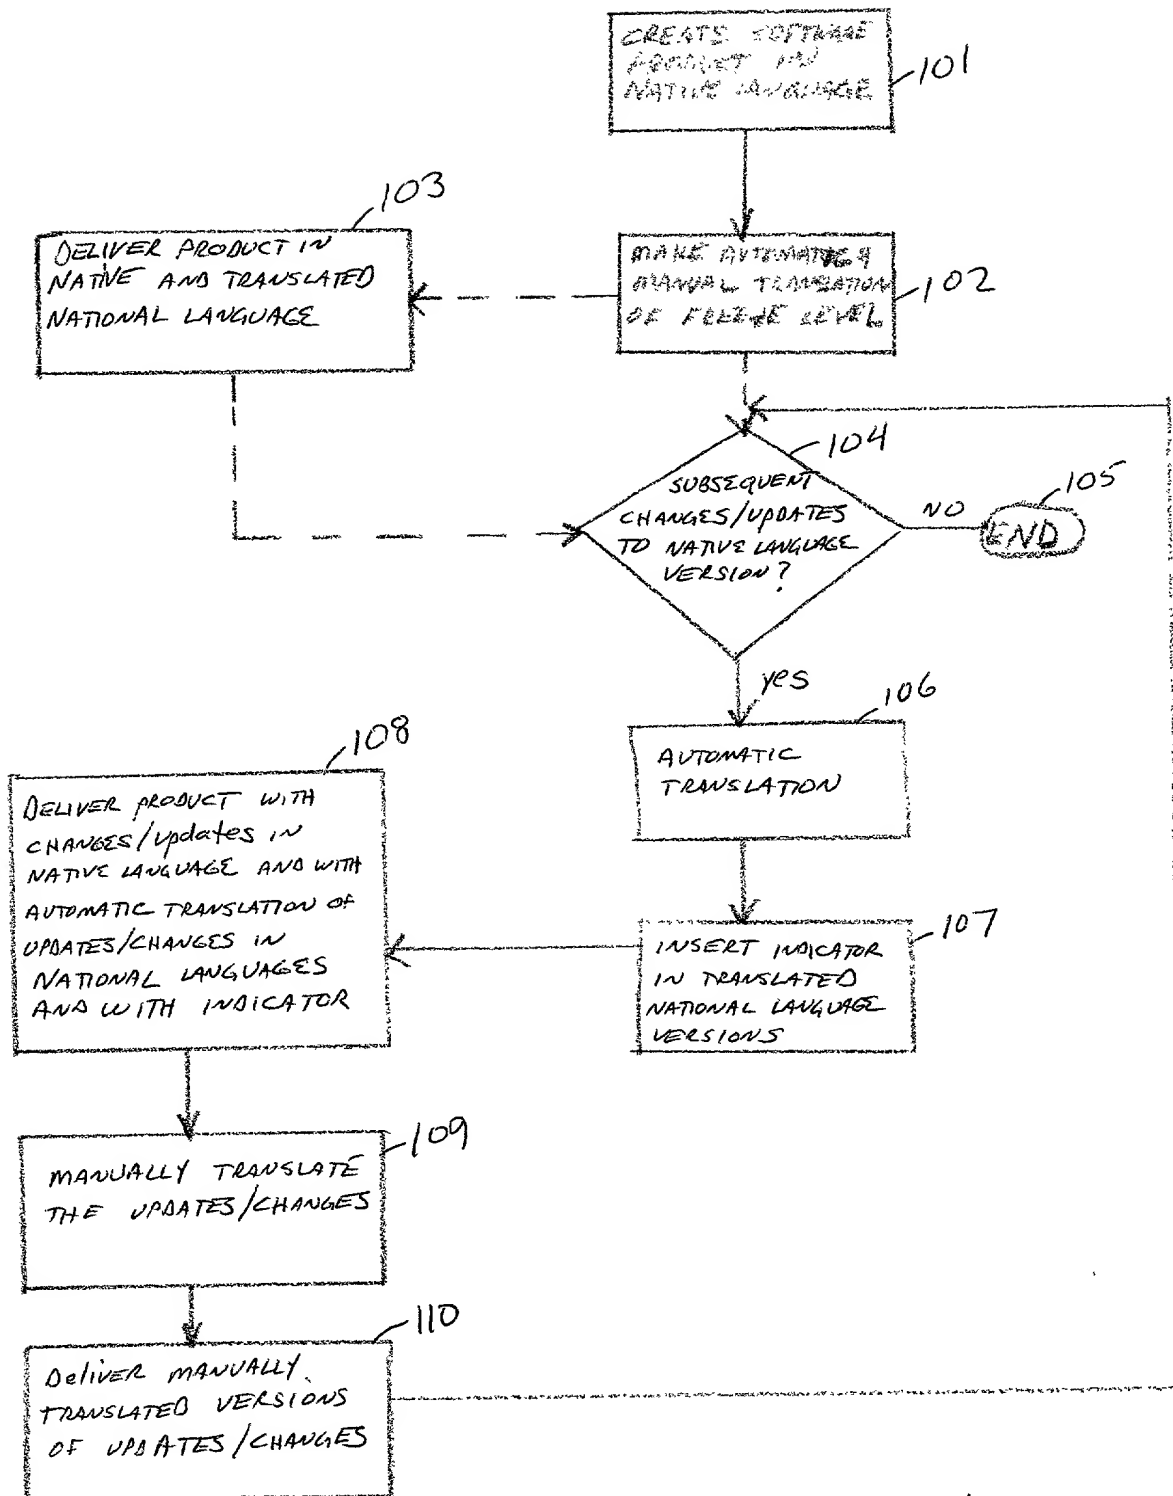 CREATE SOFTWARE
PRODUCT IN
NATIVE LANGUAGE
101
103
DELIVER PRODUCT IN
NATIVE AND TRANSLATED
NATIONAL LANGUAGE
MAKE AUTOMATIC &
MANUAL TRANSLATION
OF FREEZE LEVEL
102
104
SUBSEQUENT
CHANGES/UPDATES
TO NATIVE LANGUAGE
VERSION?
NO
105
END
yes
106
AUTOMATIC
TRANSLATION
108
DELIVER PRODUCT WITH
CHANGES/updates IN
NATIVE LANGUAGE AND WITH
AUTOMATIC TRANSLATION OF
UPDATES/CHANGES IN
NATIONAL LANGUAGES
AND WITH INDICATOR
107
INSERT INDICATOR
IN TRANSLATED
NATIONAL LANGUAGE
VERSIONS
109
MANUALLY TRANSLATE
THE UPDATES/CHANGES
110
Deliver MANUALLY
TRANSLATED VERSIONS
OF UPDATES/CHANGES